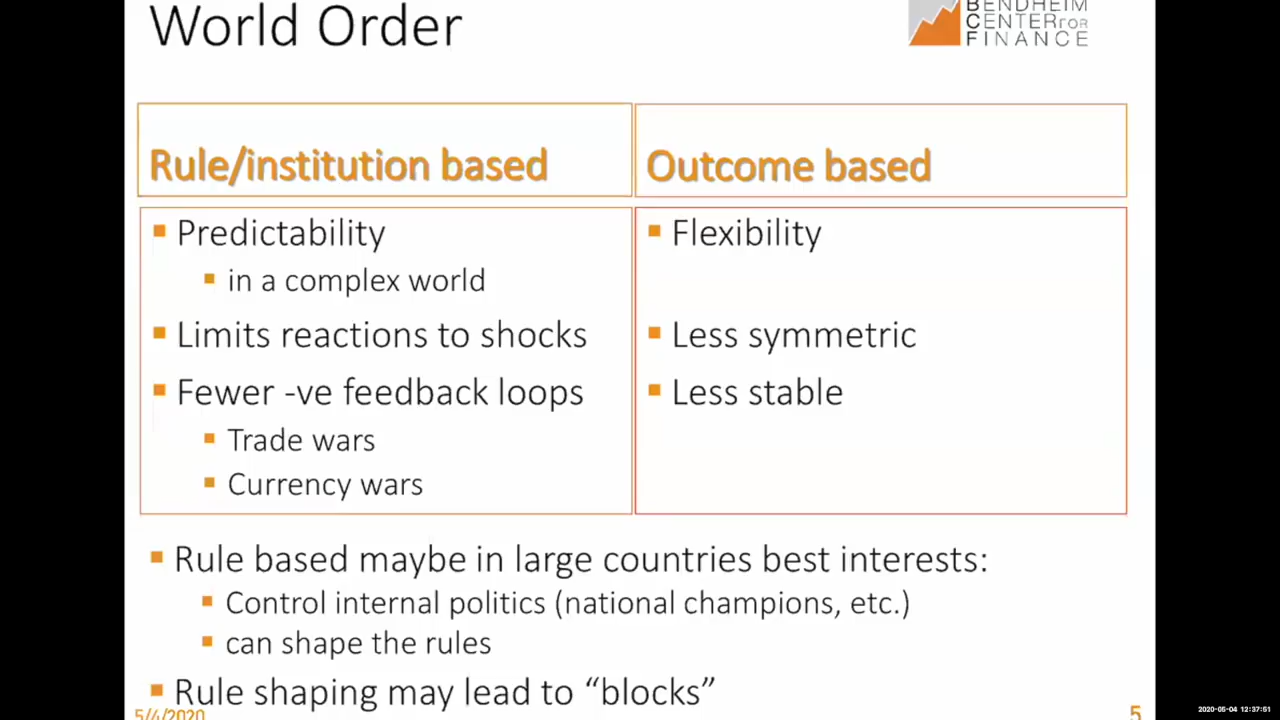 World Order
BENDHEIM
CENTER FOR
FINANCE
Rule/institution based
Outcome based
▪ Predictability
▪ in a complex world
▪ Limits reactions to shocks
▪ Fewer -ve feedback loops
▪ Trade wars
▪ Currency wars
▪ Flexibility
▪ Less symmetric
▪ Less stable
▪ Rule based maybe in large countries best interests:
▪ Control internal politics (national champions, etc.)
▪ can shape the rules
▪ Rule shaping may lead to “blocks”
5/4/2020
5
2020-05-04 12:37:51